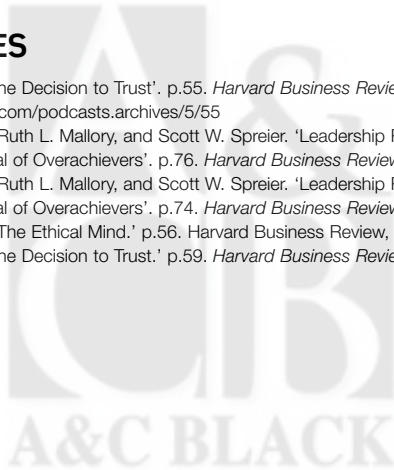 ES
ne Decision to Trust'. p.55. Harvard Business Revie
com/podcasts.archives/5/55
Ruth L. Mallory, and Scott W. Spreier. 'Leadership R
al of Overachievers'. p.76. Harvard Business Review
Ruth L. Mallory, and Scott W. Spreier. 'Leadership R
al of Overachievers'. p.74. Harvard Business Review
The Ethical Mind.' p.56. Harvard Business Review,
ne Decision to Trust.' p.59. Harvard Business Revie
A&CB
A&C BLACK